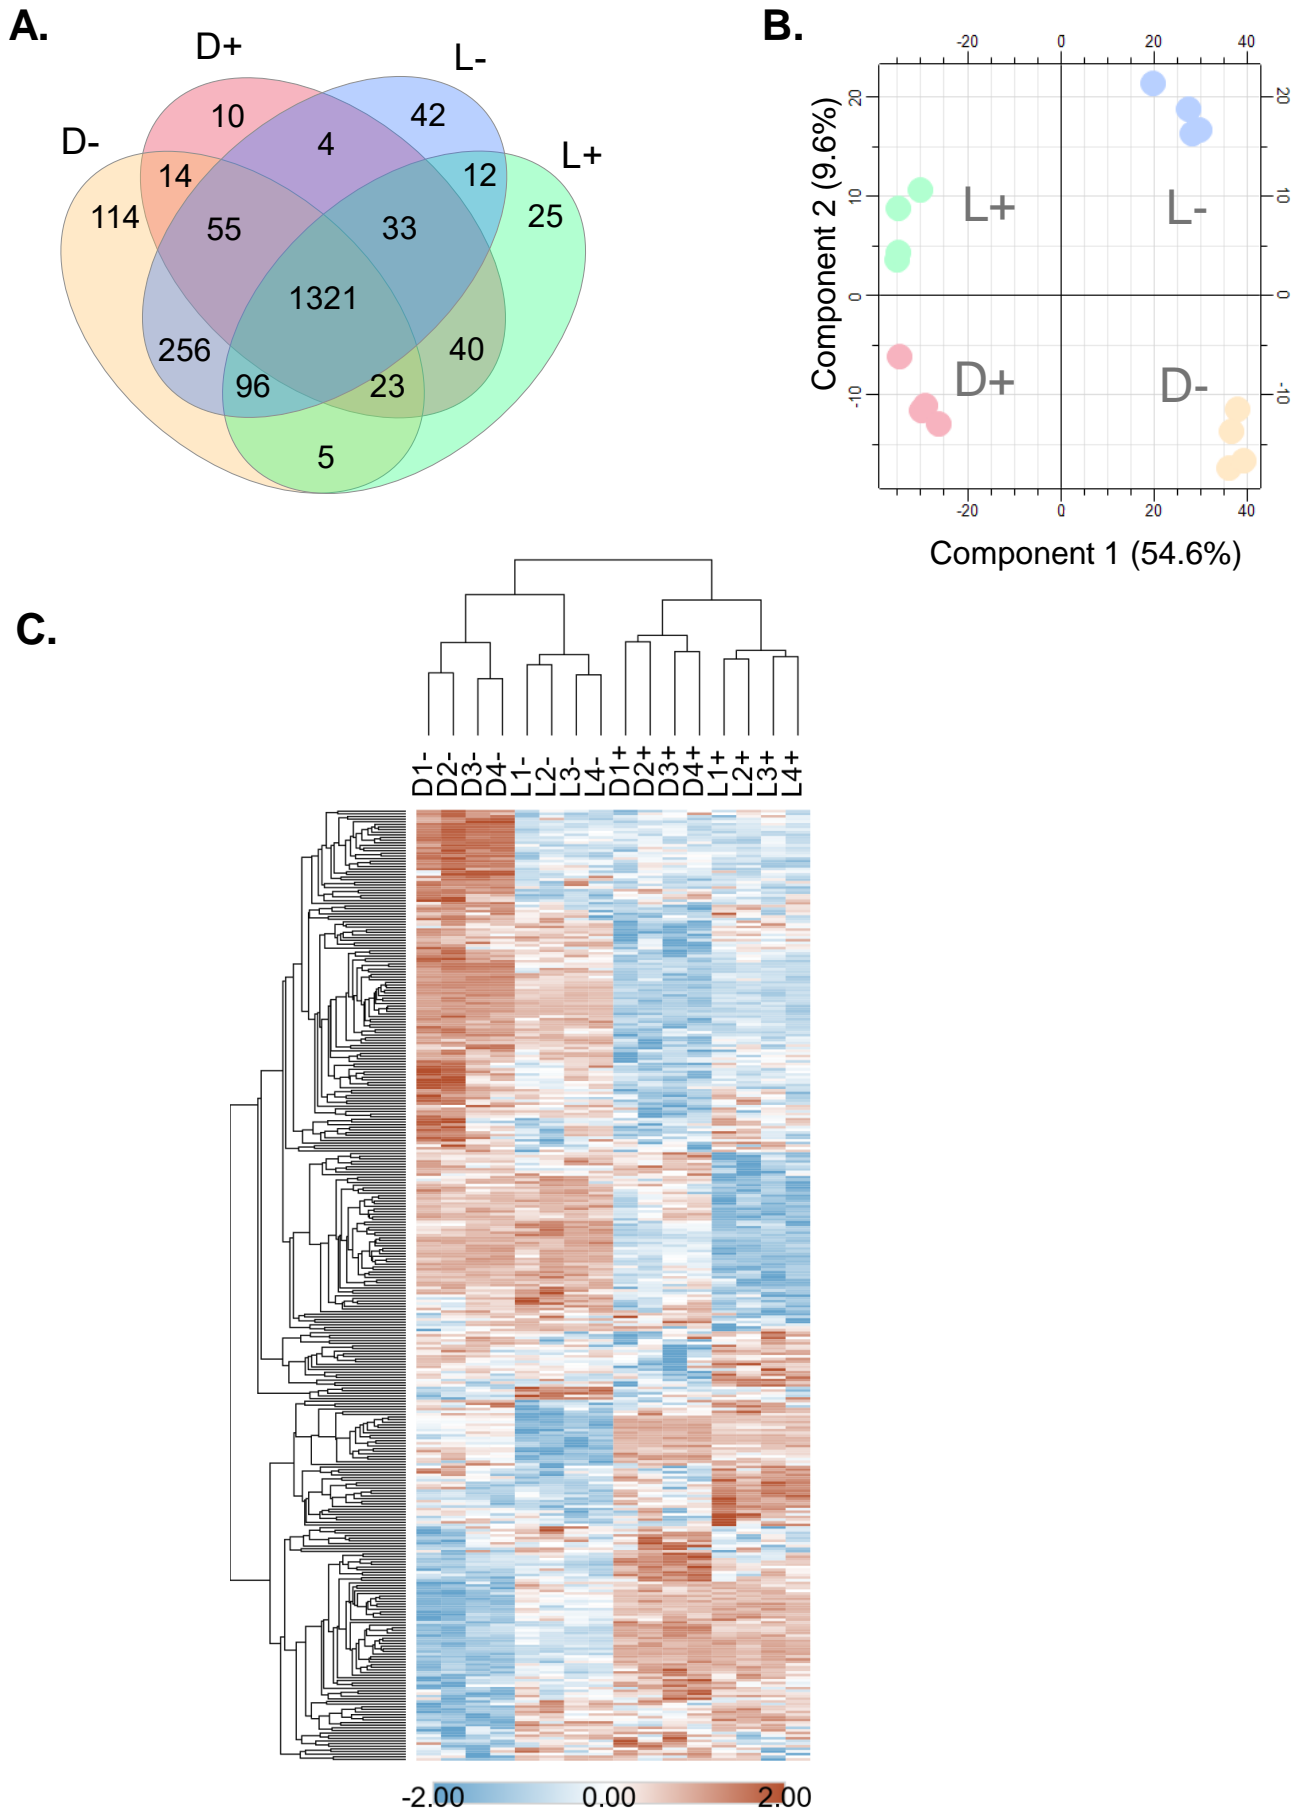 A.
D+
L-
D-
L+
10
4
42
14
12
114
55
33
25
1321
256
96
23
40
5
B.
-20 0 20 40
20
10
0
-10
20
10
0
-10
L+
L-
D+
D-
-20 0 20 40
Component 2 (9.6%)
Component 1 (54.6%)
C.
D1- D2- D3- D4- L1- L2- L3- L4- D1+ D2+ D3+ D4+ L1+ L2+ L3+ L4+
-2.00 0.00 2.00